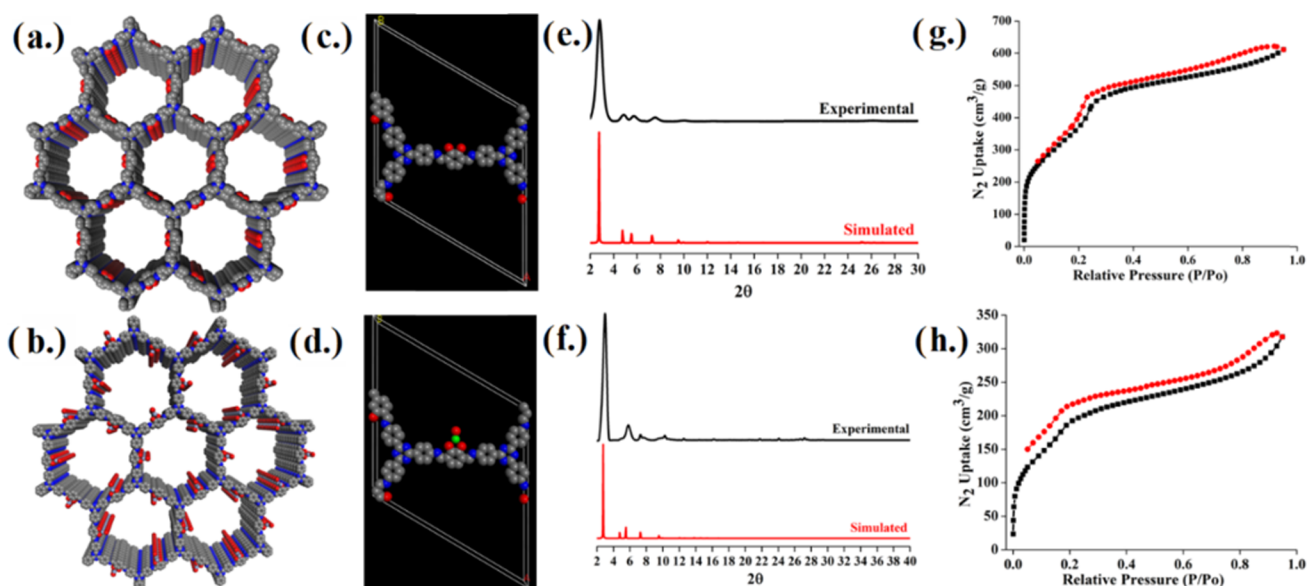 (a.)
(c.)
(e.)
Experimental
Simulated
2 4 6 8 10 12 14 16 18 20 22 24 26 28 30
2θ
(g.)
700
600
500
400
300
200
100
0
N2 Uptake (cm3/g)
0.0 0.2 0.4 0.6 0.8 1.0
Relative Pressure (P/Po)
(b.)
(d.)
(f.)
Experimental
Simulated
2 4 6 8 10 12 14 16 18 20 22 24 26 28 30 32 34 36 38 40
2θ
(h.)
350
300
250
200
150
100
50
0
N2 Uptake (cm3/g)
0.0 0.2 0.4 0.6 0.8 1.0
Relative Pressure (P/Po)